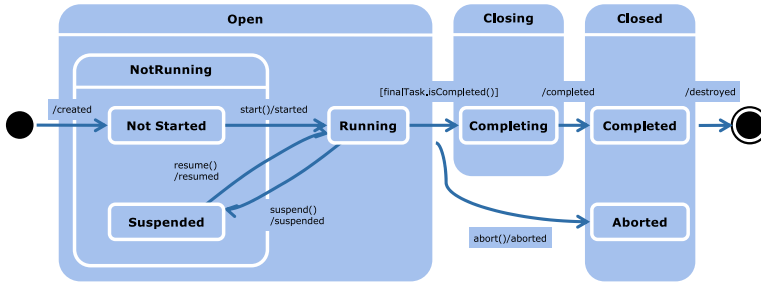 Open
Closing
Closed
NotRunning
/created
start()/started
[finalTask.isCompleted()]
/completed
/destroyed
Not Started
Running
Completing
Completed
resume()
/resumed
suspend()
/suspended
Suspended
Aborted
abort()/aborted